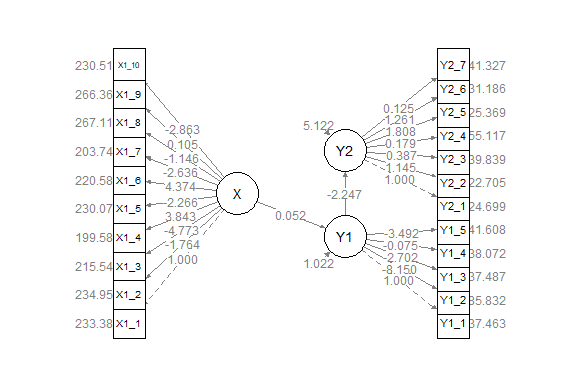 230.51 X1_10
266.36 X1_9
267.11 X1_8
203.74 X1_7
220.58 X1_6
230.07 X1_5
199.58 X1_4
215.54 X1_3
234.95 X1_2
233.38 X1_1
-2.863
0.105
-1.146
-2.636
4.374
2.266
3.843
-4.773
-1.764
1.000
X
0.052
5.122
Y2
-2.247
Y1
1.022
0.125
1.261
1.808
0.179
0.387
1.145
1.000
-3.492
-0.075
-2.702
-8.150
1.000
Y2_7 41.327
Y2_6 31.186
Y2_5 25.369
Y2_4 55.117
Y2_3 39.839
Y2_2 22.705
Y2_1 24.699
Y1_5 41.608
Y1_4 38.072
Y1_3 37.487
Y1_2 35.832
Y1_1 37.463